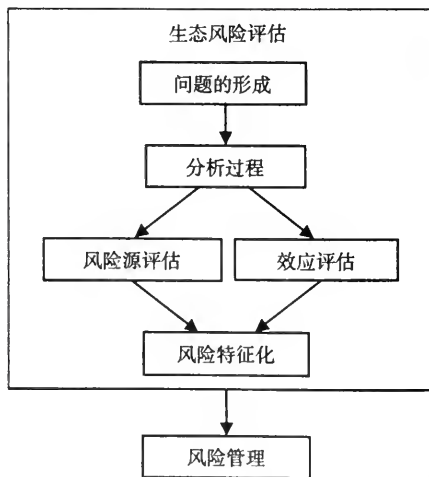 生态风险评估
问题的形成
分析过程
风险源评估
效应评估
风险特征化
风险管理